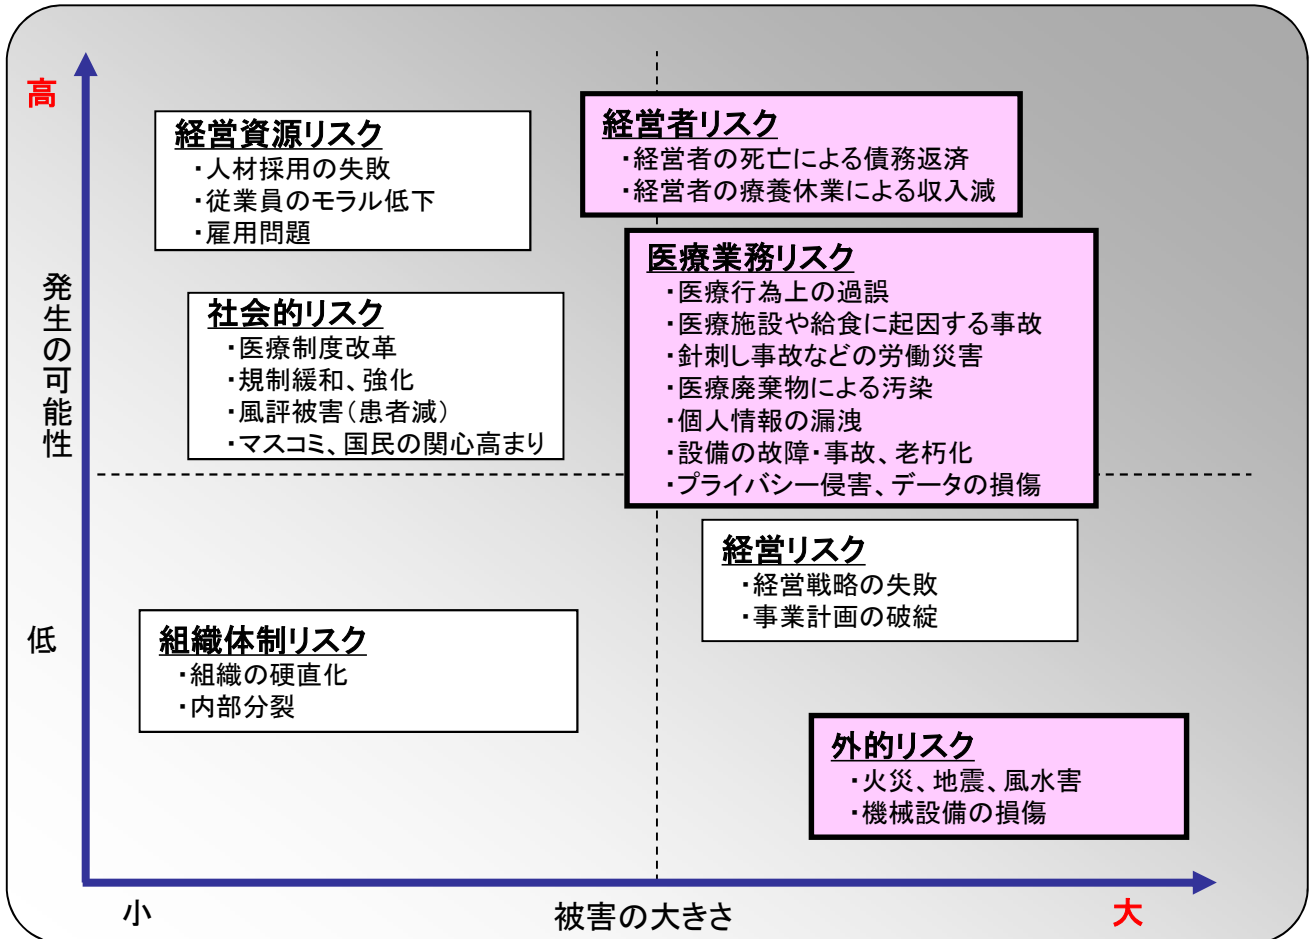 高
経営資源リスク
・人材採用の失敗
・従業員のモラル低下
・雇用問題
経営者リスク
・経営者の死亡による債務返済
・経営者の療養休業による収入減
医療業務リスク
・医療行為上の過誤
・医療施設や給食に起因する事故
・針刺し事故などの労働災害
・医療廃棄物による汚染
・個人情報の漏洩
・設備の故障・事故、老朽化
・プライバシー侵害、データの損傷
発生の可能性
社会的リスク
・医療制度改革
・規制緩和、強化
・風評被害(患者減)
・マスコミ、国民の関心高まり
経営リスク
・経営戦略の失敗
・事業計画の破綻
低
組織体制リスク
・組織の硬直化
・内部分裂
外的リスク
・火災、地震、風水害
・機械設備の損傷
小
被害の大きさ
大